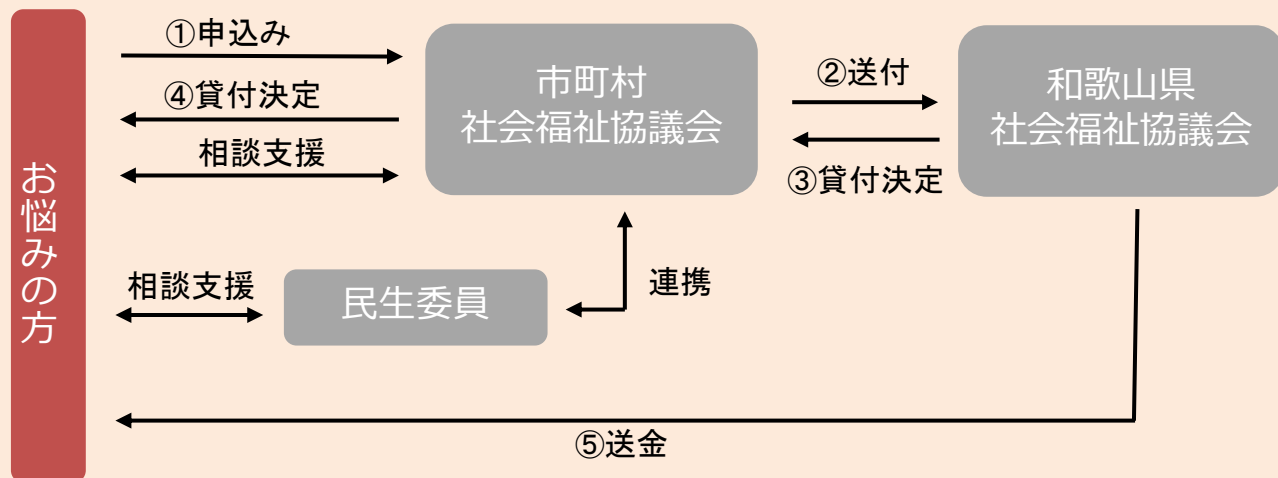 お悩みの方
①申込み
④貸付決定
相談支援
市町村
社会福祉協議会
②送付
③貸付決定
和歌山県
社会福祉協議会
相談支援
民生委員
連携
⑤送金